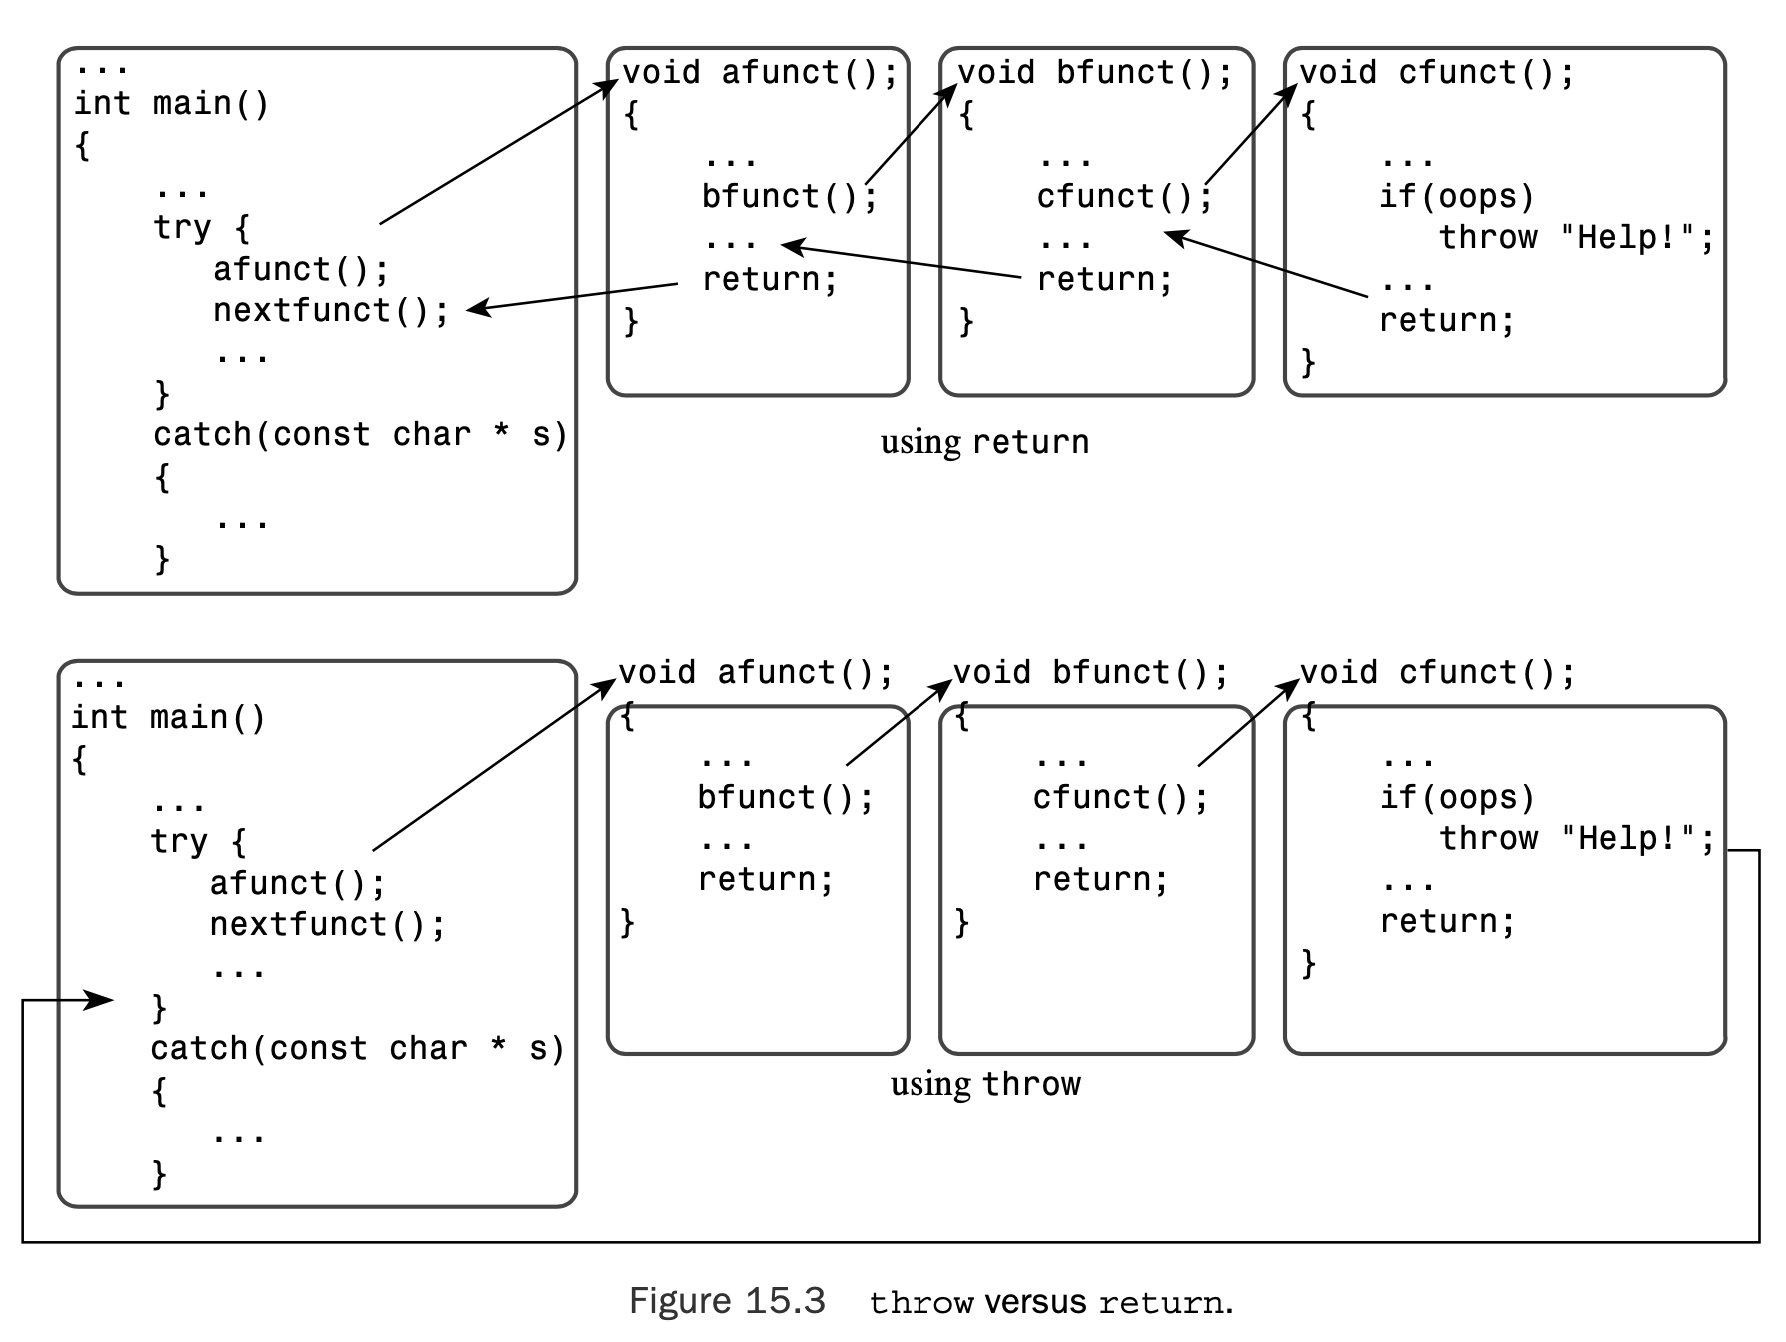 ...
int main()
{
...
try {
afunct();
nextfunct();
...
}
catch(const char * s)
{
...
}
void afunct();
{
...
bfunct();
...
return;
}
void bfunct();
{
...
cfunct();
...
return;
}
void cfunct();
{
...
if(oops)
throw "Help!";
...
return;
}
using return
...
int main()
{
...
try {
afunct();
nextfunct();
...
}
catch(const char * s)
{
...
}
void afunct();
{
...
bfunct();
...
return;
}
void bfunct();
{
...
cfunct();
...
return;
}
void cfunct();
{
...
if(oops)
throw "Help!";
...
return;
}
using throw
Figure 15.3 throw versus return.